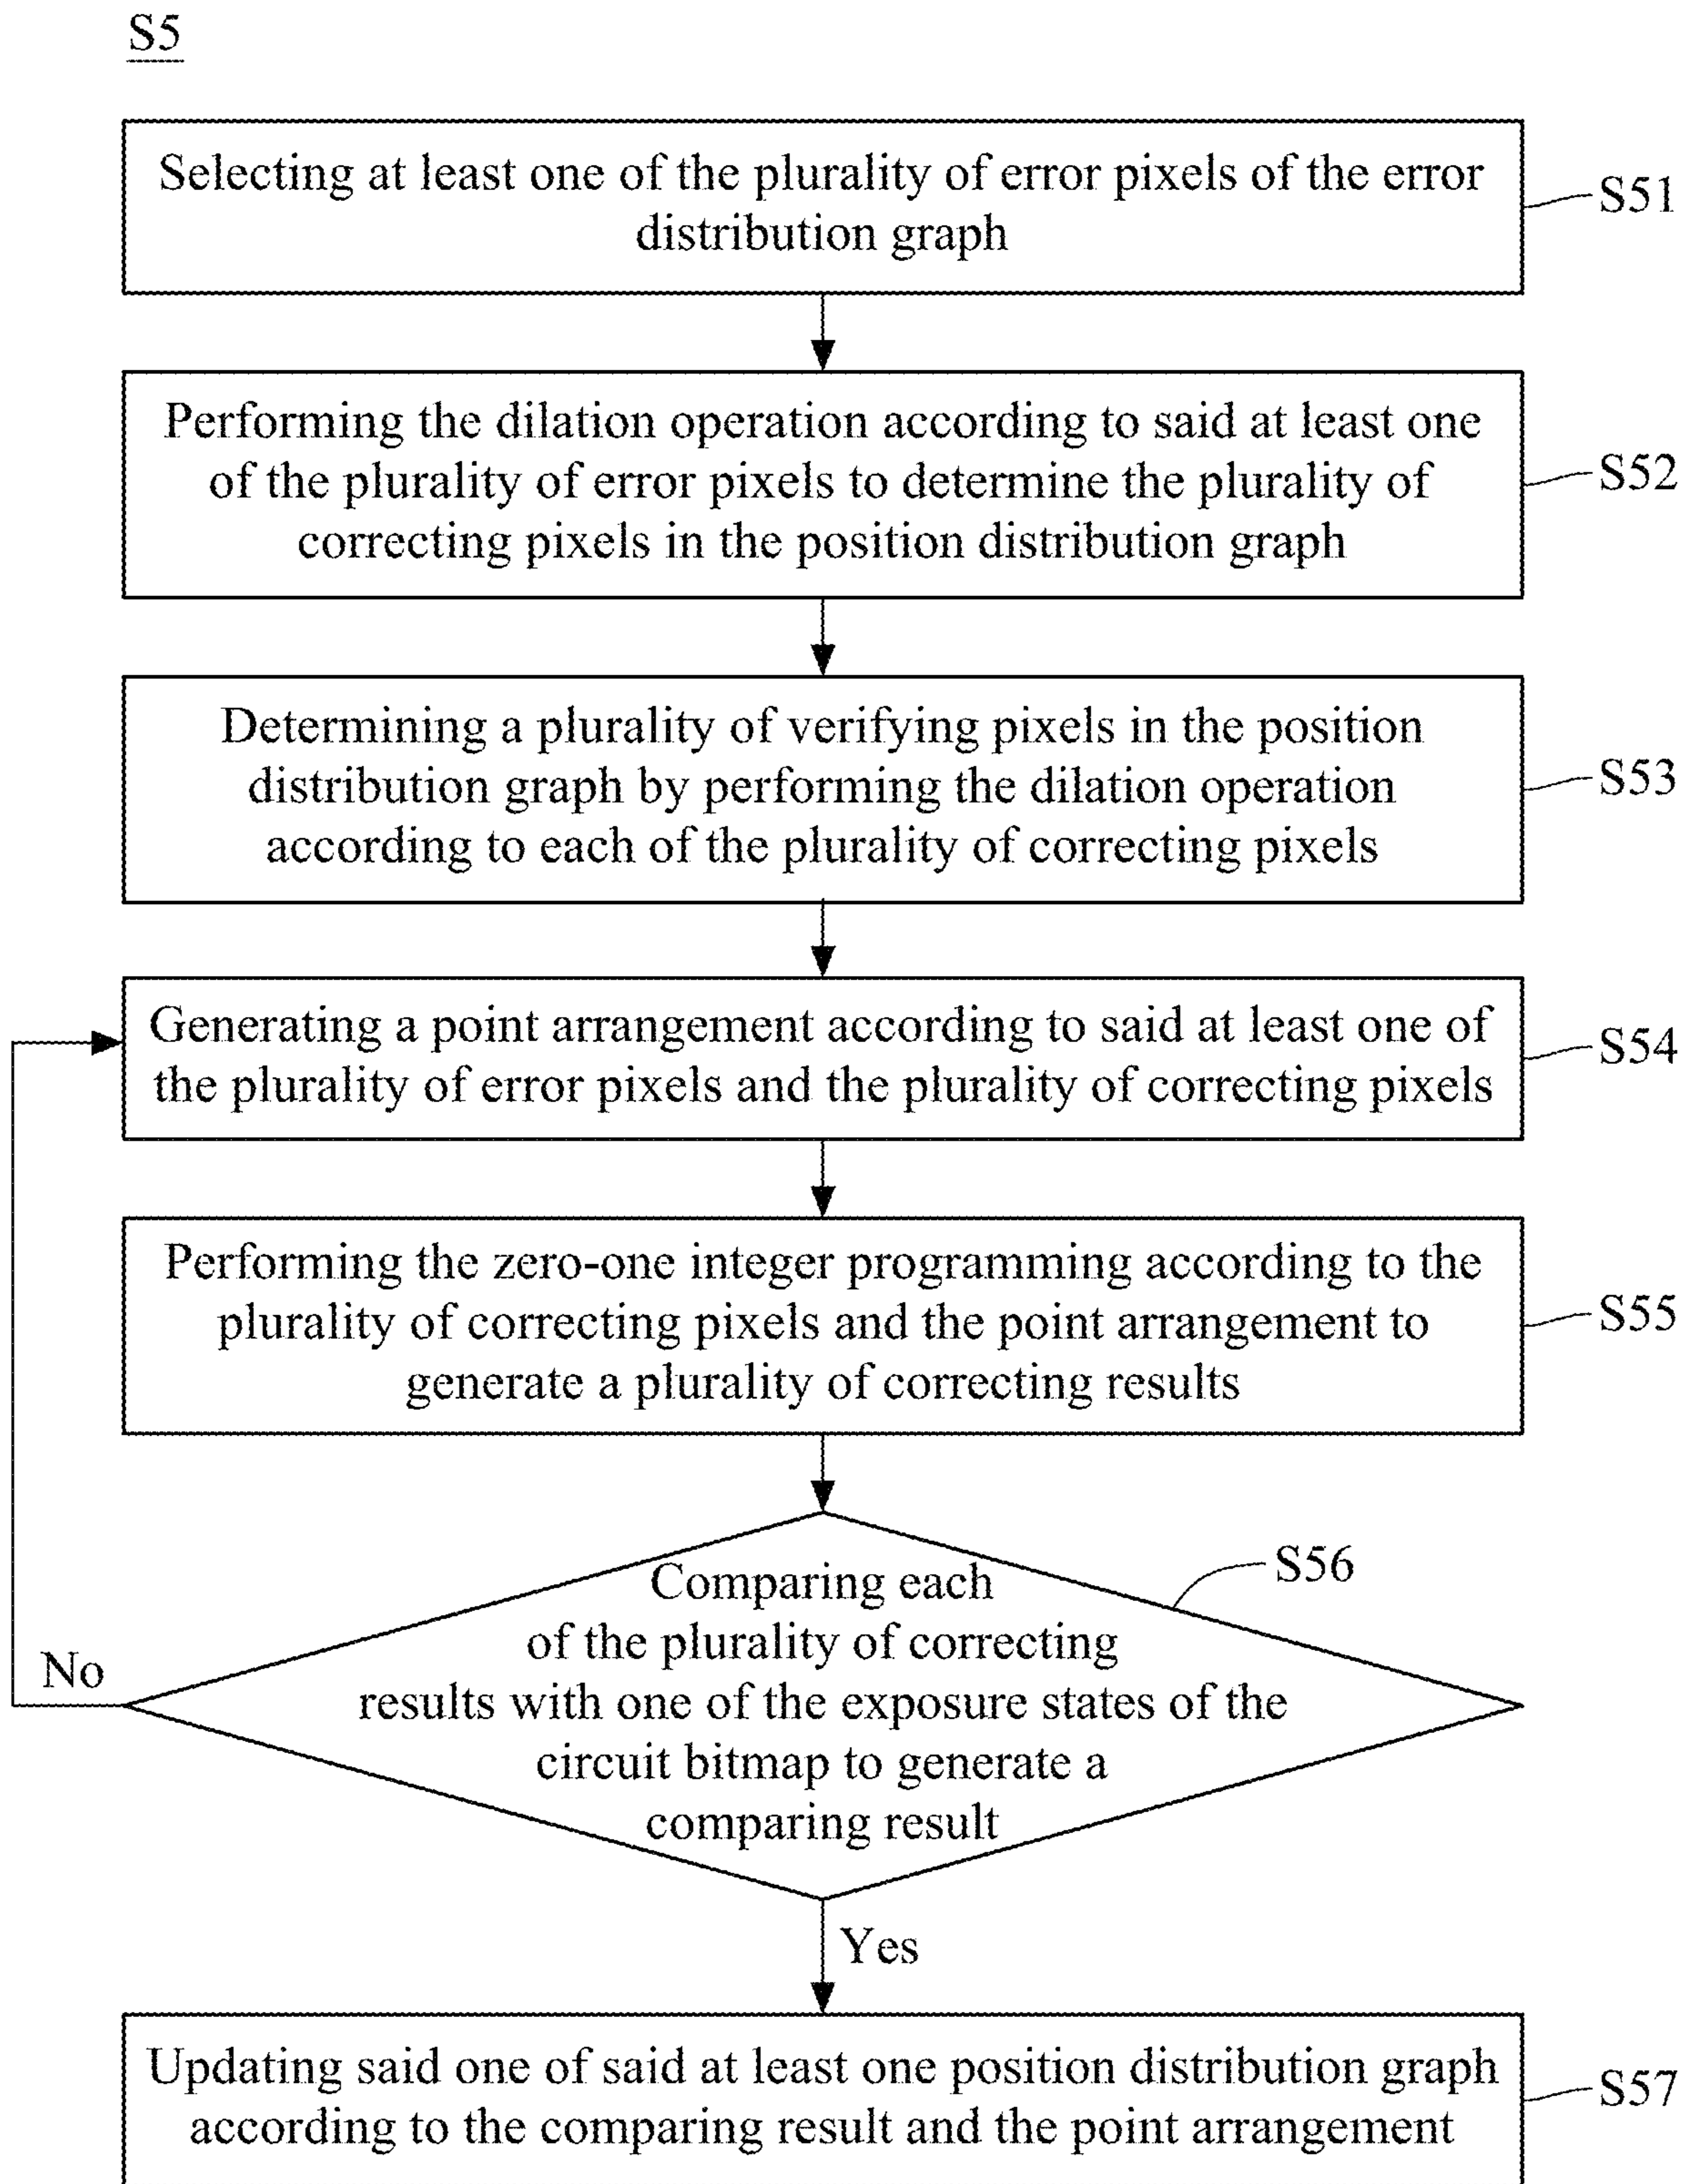 S5
Selecting at least one of the plurality of error pixels of the error
distribution graph
S51
Performing the dilation operation according to said at least one
of the plurality of error pixels to determine the plurality of
correcting pixels in the position distribution graph
S52
Determining a plurality of verifying pixels in the position
distribution graph by performing the dilation operation
according to each of the plurality of correcting pixels
S53
Generating a point arrangement according to said at least one of
the plurality of error pixels and the plurality of correcting pixels
S54
Performing the zero-one integer programming according to the
plurality of correcting pixels and the point arrangement to
generate a plurality of correcting results
S55
Comparing each
of the plurality of correcting
results with one of the exposure states of the
circuit bitmap to generate a
comparing result
S56
No
Yes
Updating said one of said at least one position distribution graph
according to the comparing result and the point arrangement
S57